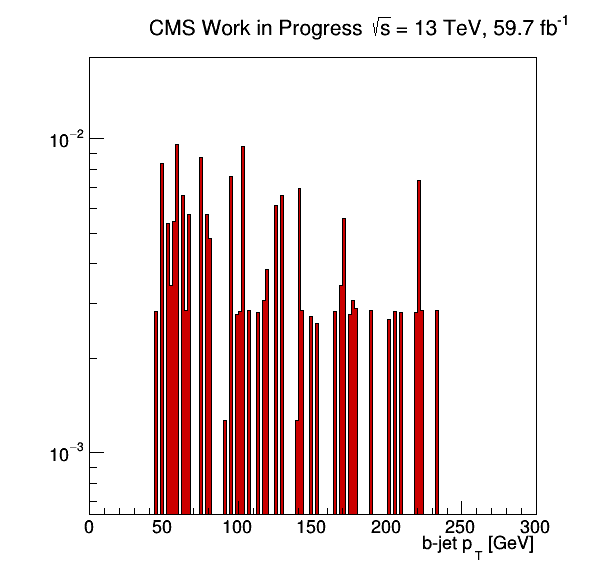 CMS Work in Progress √s = 13 TeV, 59.7 fb⁻¹
10⁻²
10⁻³
0 50 100 150 200 250 300
b-jet p_T [GeV]